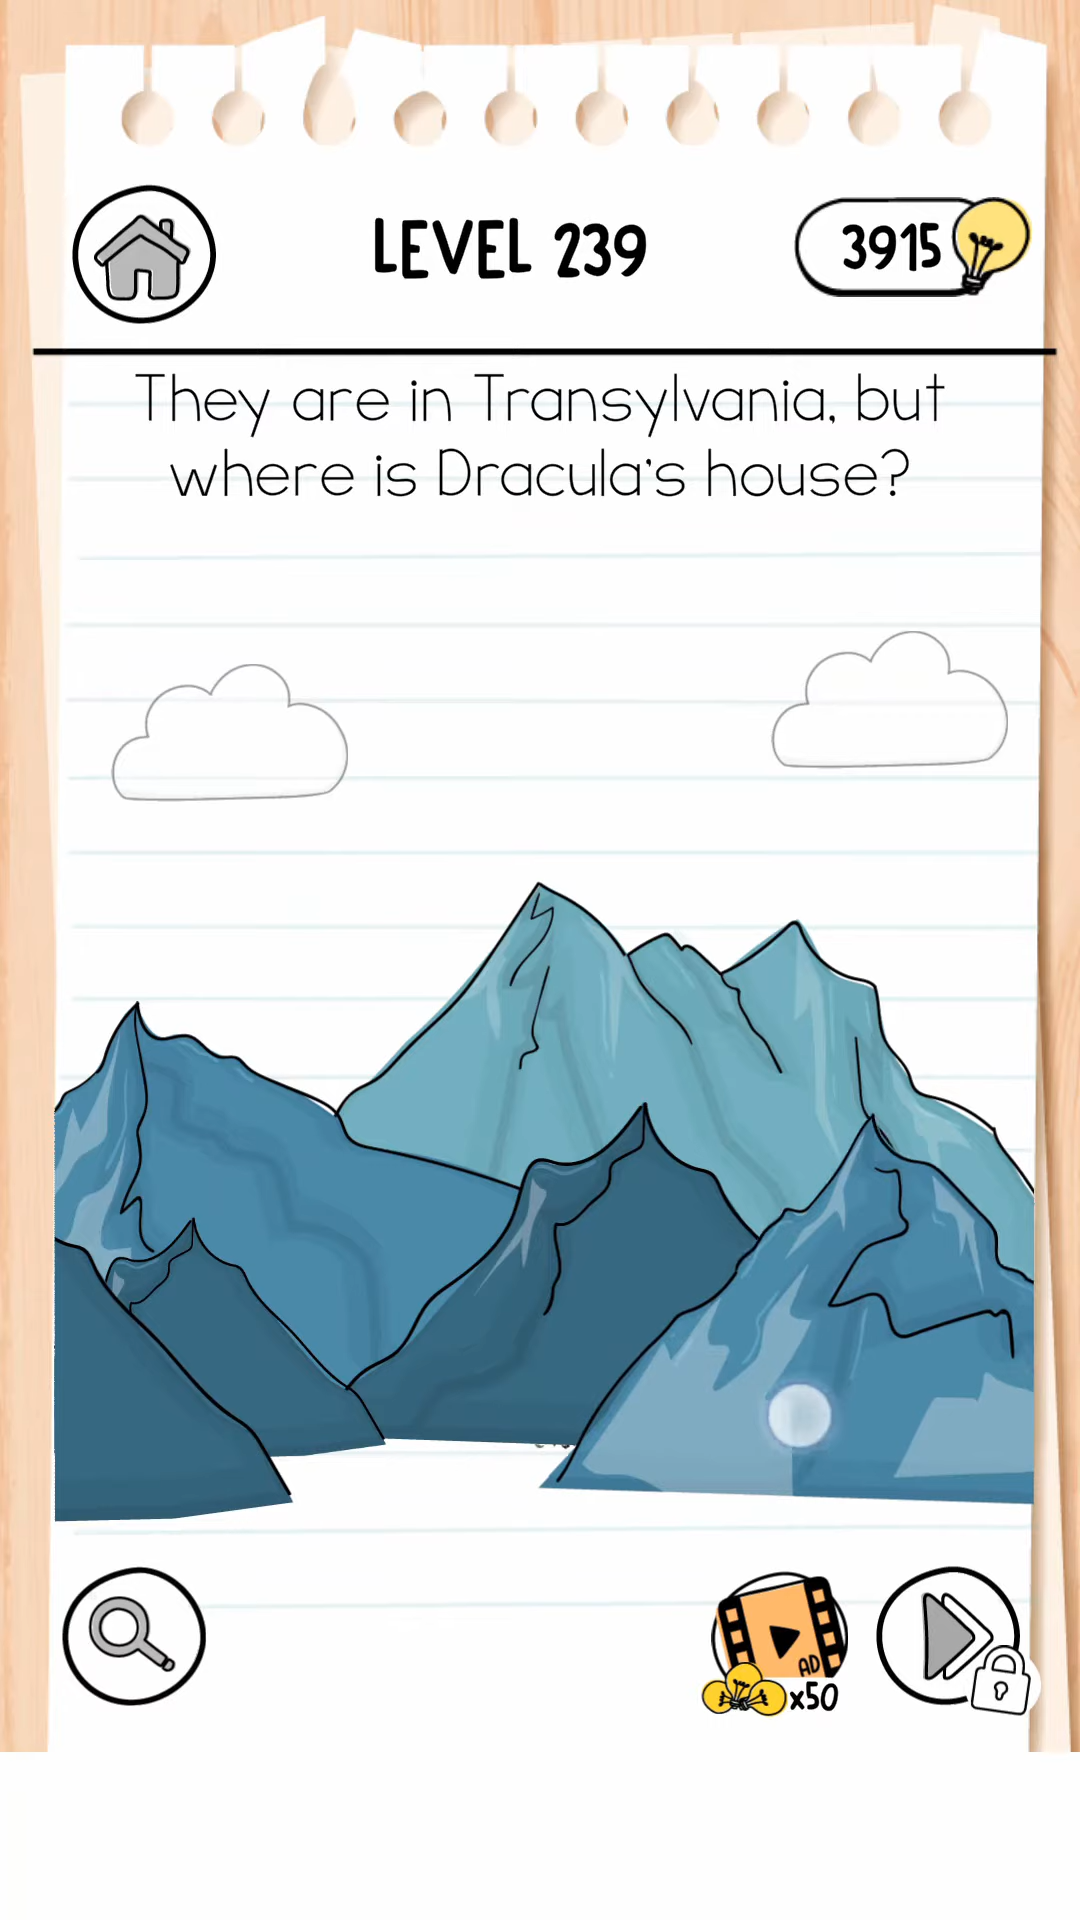 LEVEL 239
3915
They are in Transylvania, but
where is Dracula's house?
AD
x50